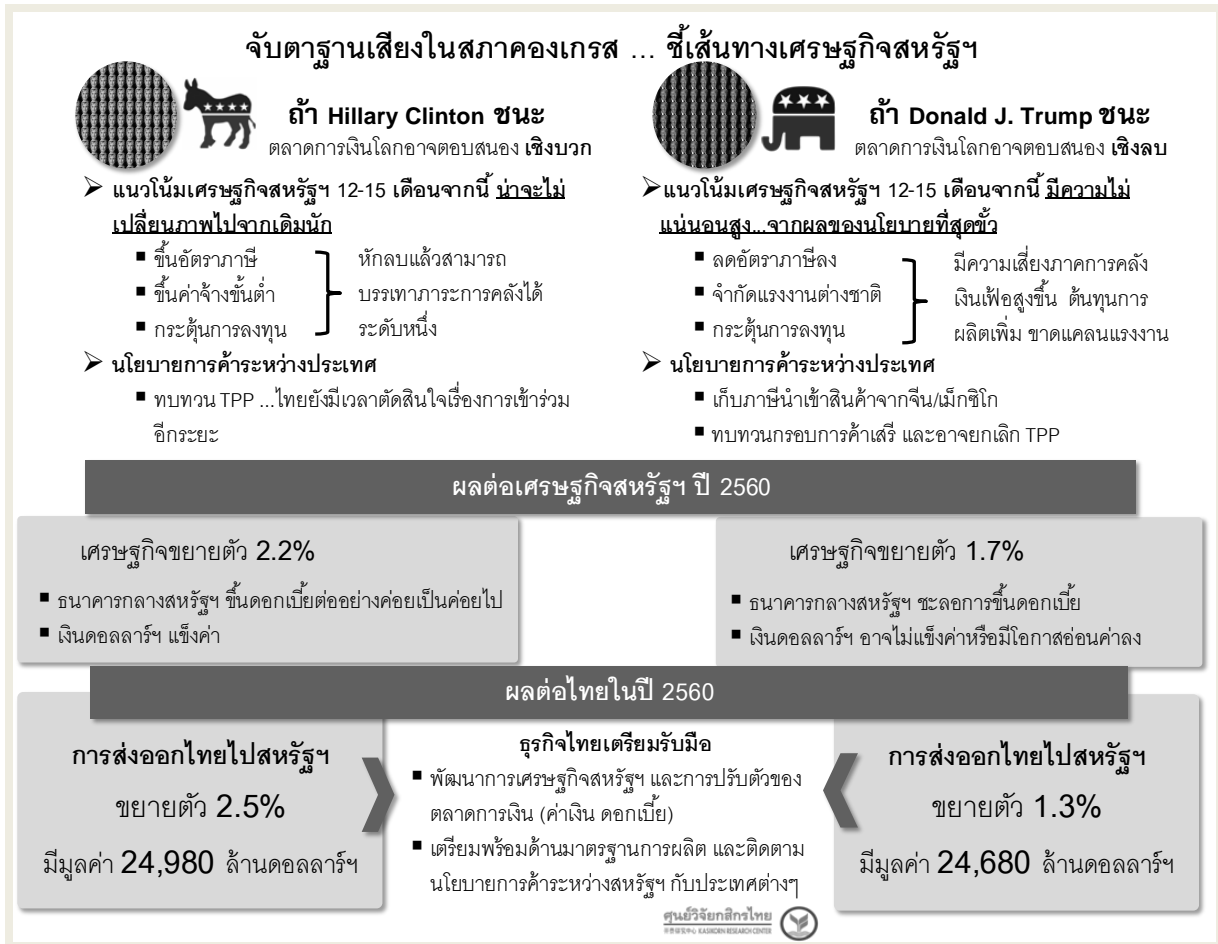 จับตาฐานเสียงในสภาคองเกรส ... ชี้เส้นทางเศรษฐกิจสหรัฐฯ
ถ้า Hillary Clinton ชนะ
ตลาดการเงินโลกอาจตอบสนอง เชิงบวก
แนวโน้มเศรษฐกิจสหรัฐฯ 12-15 เดือนจากนี้ น่าจะไม่
เปลี่ยนภาพไปจากเดิมนัก
ขึ้นอัตราภาษี
ขึ้นค่าจ้างขั้นต่ำ
กระตุ้นการลงทุน
หักลบแล้วสามารถ
บรรเทาภาระการคลังได้
ระดับหนึ่ง
นโยบายการค้าระหว่างประเทศ
ทบทวน TPP ...ไทยยังมีเวลาตัดสินใจเรื่องการเข้าร่วม
อีกระยะ
ถ้า Donald J. Trump ชนะ
ตลาดการเงินโลกอาจตอบสนอง เชิงลบ
แนวโน้มเศรษฐกิจสหรัฐฯ 12-15 เดือนจากนี้ มีความไม่
แน่นอนสูง...จากผลของนโยบายที่สุดขั้ว
ลดอัตราภาษีลง
จำกัดแรงงานต่างชาติ
กระตุ้นการลงทุน
มีความเสี่ยงภาคการคลัง
เงินเฟ้อสูงขึ้น ต้นทุนการ
ผลิตเพิ่ม ขาดแคลนแรงงาน
นโยบายการค้าระหว่างประเทศ
เก็บภาษีนำเข้าสินค้าจากจีน/เม็กซิโก
ทบทวนกรอบการค้าเสรี และอาจยกเลิก TPP
ผลต่อเศรษฐกิจสหรัฐฯ ปี 2560
เศรษฐกิจขยายตัว 2.2%
ธนาคารกลางสหรัฐฯ ขึ้นดอกเบี้ยต่ออย่างค่อยเป็นค่อยไป
เงินดอลลาร์ฯ แข็งค่า
เศรษฐกิจขยายตัว 1.7%
ธนาคารกลางสหรัฐฯ ชะลอการขึ้นดอกเบี้ย
เงินดอลลาร์ฯ อาจไม่แข็งค่าหรือมีโอกาสอ่อนค่าลง
ผลต่อไทยในปี 2560
การส่งออกไทยไปสหรัฐฯ
ขยายตัว 2.5%
มีมูลค่า 24,980 ล้านดอลลาร์ฯ
ธุรกิจไทยเตรียมรับมือ
พัฒนาการเศรษฐกิจสหรัฐฯ และการปรับตัวของ
ตลาดการเงิน (ค่าเงิน ดอกเบี้ย)
เตรียมพร้อมด้านมาตรฐานการผลิต และติดตาม
นโยบายการค้าระหว่างสหรัฐฯ กับประเทศต่างๆ
การส่งออกไทยไปสหรัฐฯ
ขยายตัว 1.3%
มีมูลค่า 24,680 ล้านดอลลาร์ฯ
ศูนย์วิจัยกสิกรไทย
KASIKORN RESEARCH CENTER